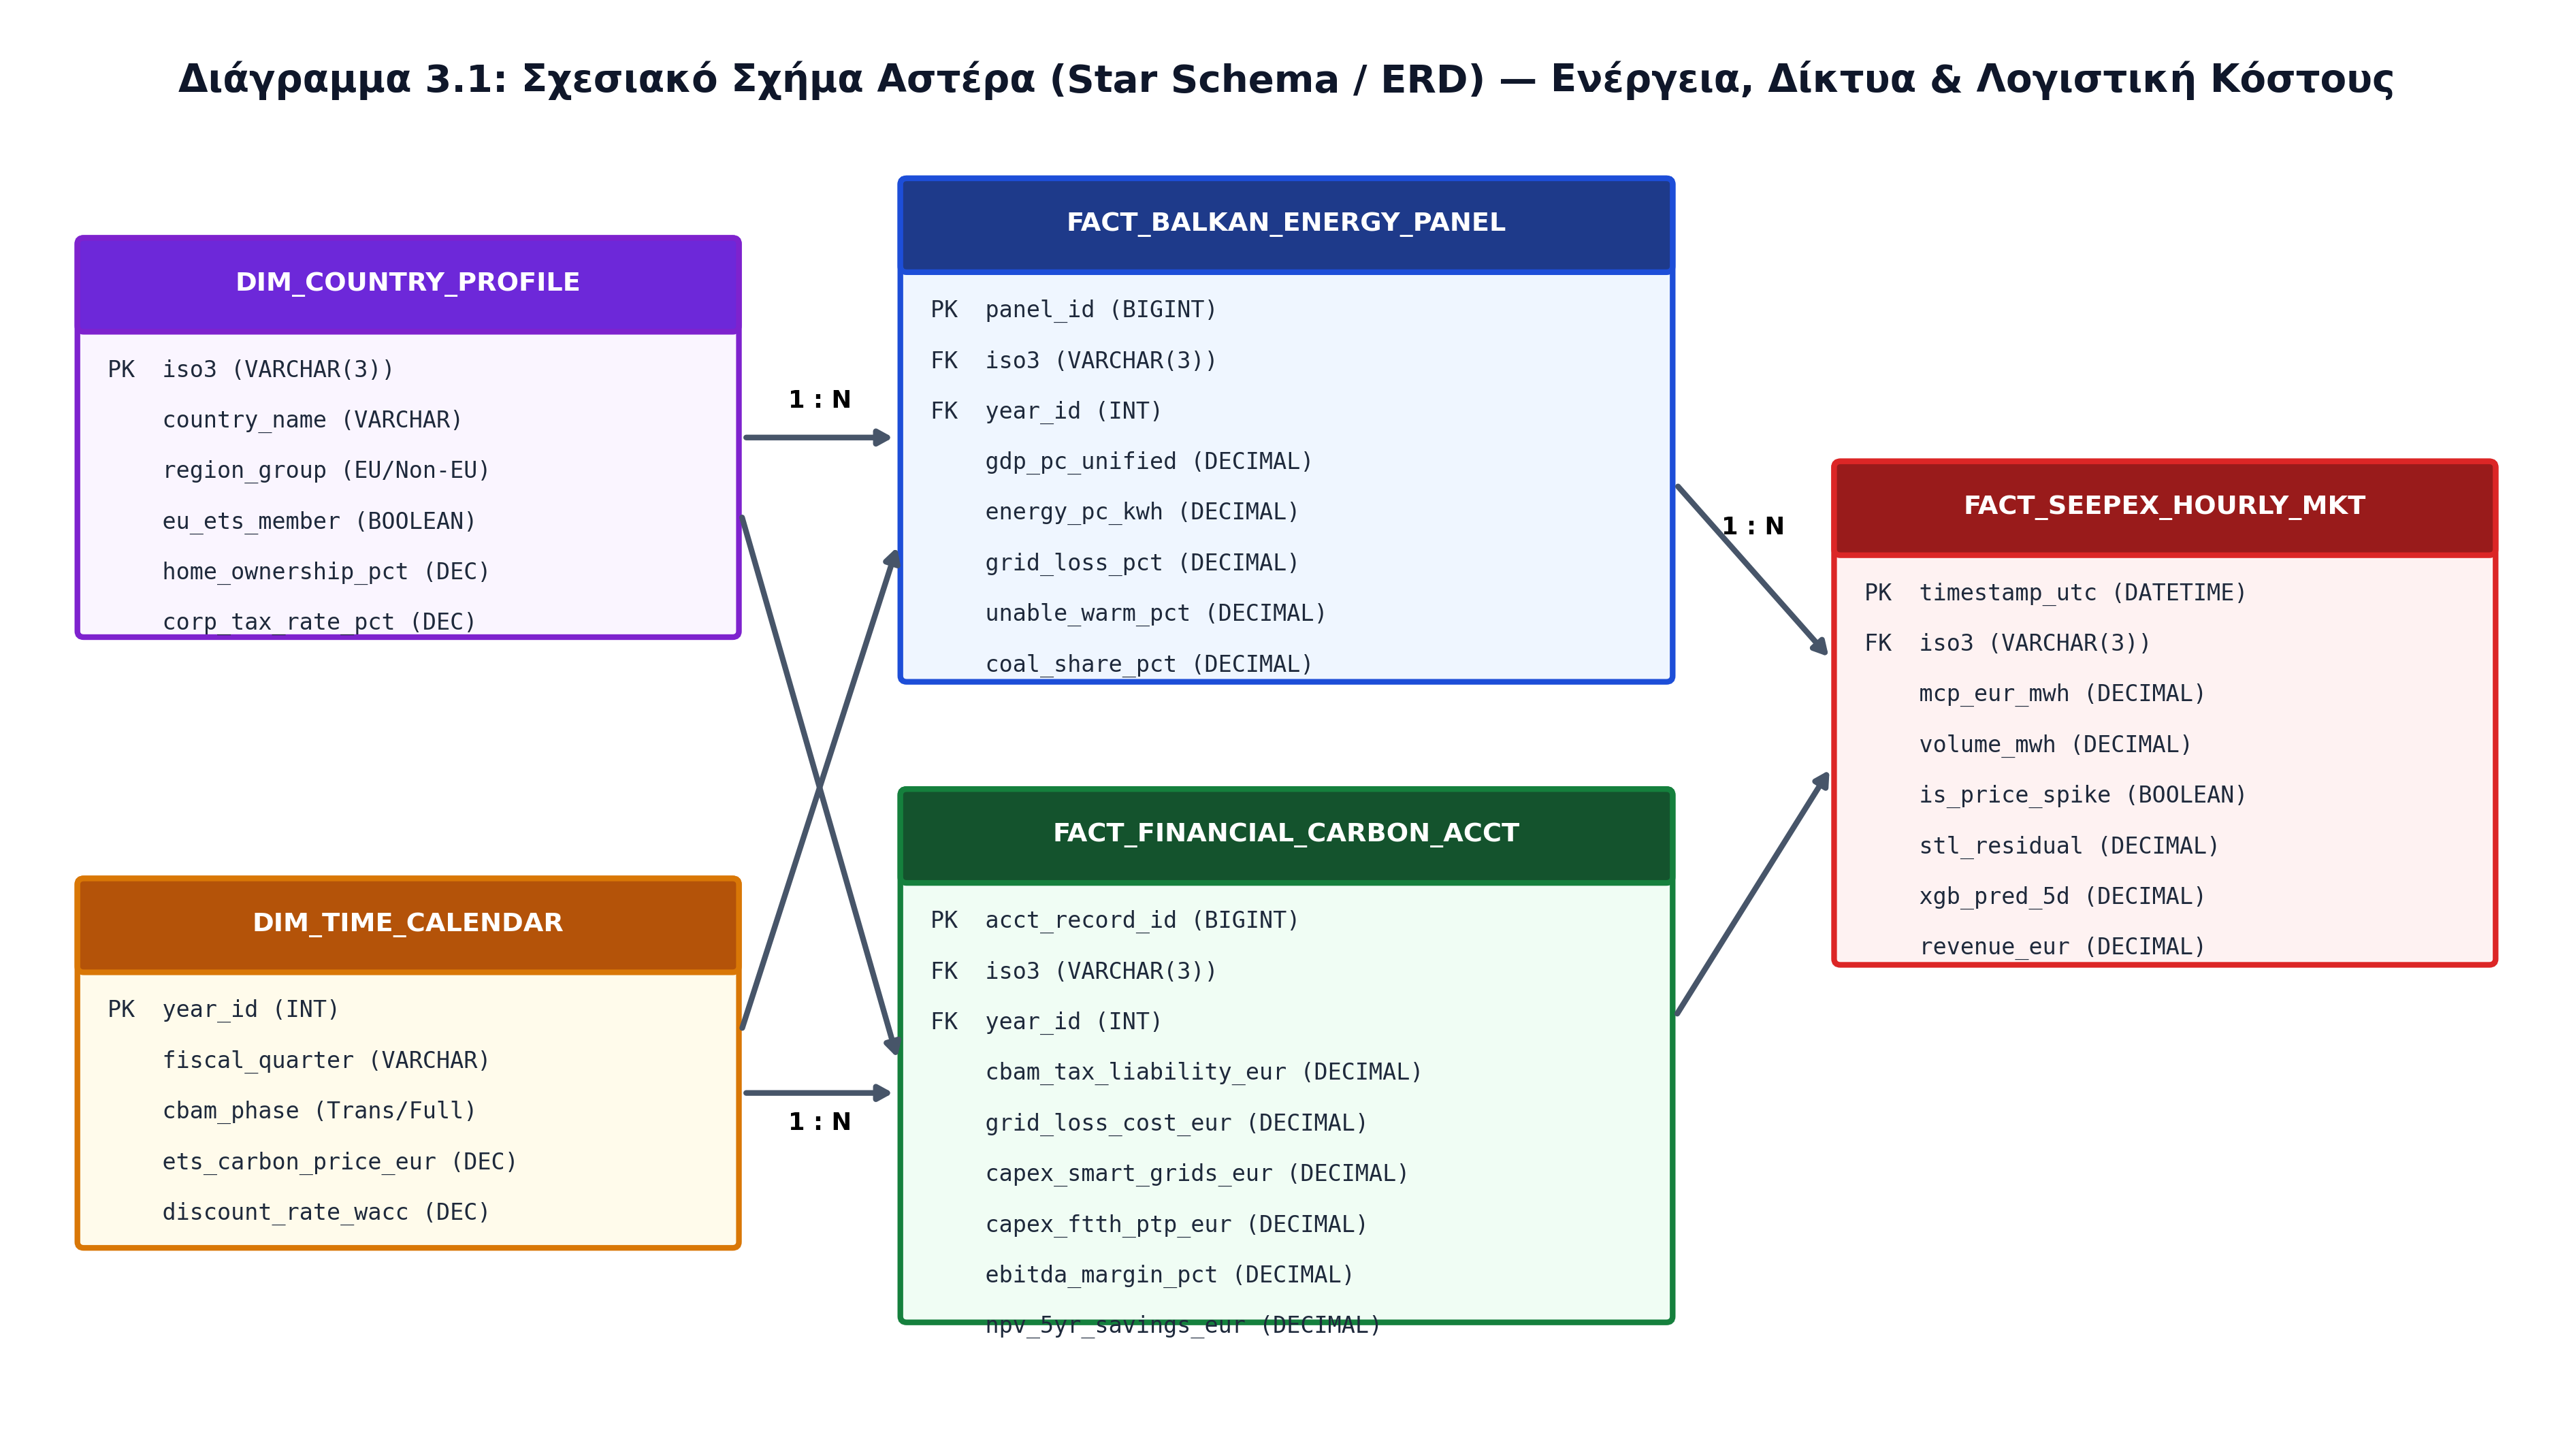 Διάγραμμα 3.1: Σχεσιακό Σχήμα Αστέρα (Star Schema / ERD) — Ενέργεια, Δίκτυα & Λογιστική Κόστους
DIM_COUNTRY_PROFILE
PK iso3 (VARCHAR(3))
country_name (VARCHAR)
region_group (EU/Non-EU)
eu_ets_member (BOOLEAN)
home_ownership_pct (DEC)
corp_tax_rate_pct (DEC)
DIM_TIME_CALENDAR
PK year_id (INT)
fiscal_quarter (VARCHAR)
cbam_phase (Trans/Full)
ets_carbon_price_eur (DEC)
discount_rate_wacc (DEC)
1 : N
1 : N
FACT_BALKAN_ENERGY_PANEL
PK panel_id (BIGINT)
FK iso3 (VARCHAR(3))
FK year_id (INT)
gdp_pc_unified (DECIMAL)
energy_pc_kwh (DECIMAL)
grid_loss_pct (DECIMAL)
unable_warm_pct (DECIMAL)
coal_share_pct (DECIMAL)
FACT_FINANCIAL_CARBON_ACCT
PK acct_record_id (BIGINT)
FK iso3 (VARCHAR(3))
FK year_id (INT)
cbam_tax_liability_eur (DECIMAL)
grid_loss_cost_eur (DECIMAL)
capex_smart_grids_eur (DECIMAL)
capex_ftth_ptp_eur (DECIMAL)
ebitda_margin_pct (DECIMAL)
npv_5yr_savings_eur (DECIMAL)
1 : N
FACT_SEEPEX_HOURLY_MKT
PK timestamp_utc (DATETIME)
FK iso3 (VARCHAR(3))
mcp_eur_mwh (DECIMAL)
volume_mwh (DECIMAL)
is_price_spike (BOOLEAN)
stl_residual (DECIMAL)
xgb_pred_5d (DECIMAL)
revenue_eur (DECIMAL)